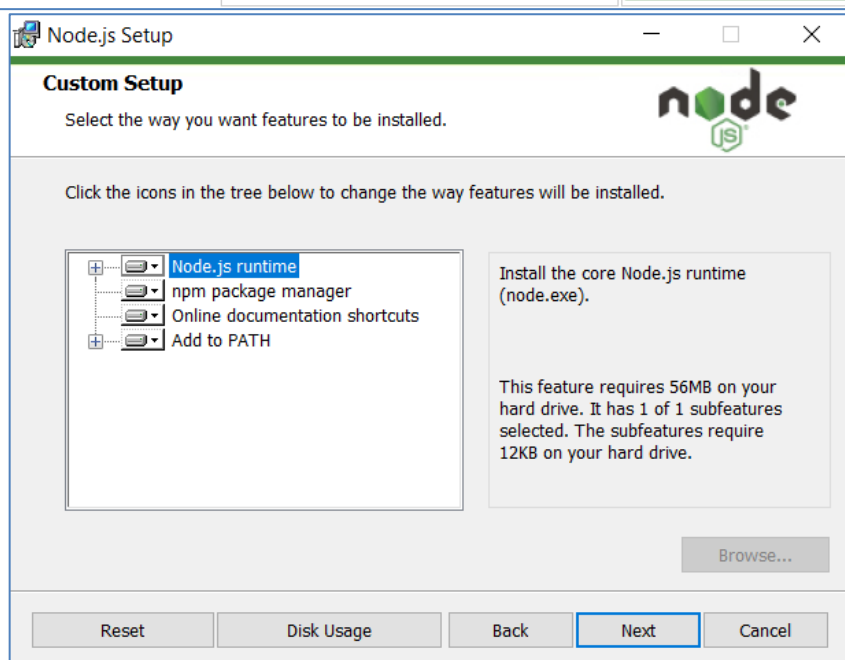 Node.js Setup
Custom Setup
Select the way you want features to be installed.
node
JS
Click the icons in the tree below to change the way features will be installed.
Node.js runtime
npm package manager
Online documentation shortcuts
Add to PATH
Install the core Node.js runtime
(node.exe).
This feature requires 56MB on your
hard drive. It has 1 of 1 subfeatures
selected. The subfeatures require
12KB on your hard drive.
Browse...
Reset
Disk Usage
Back
Next
Cancel